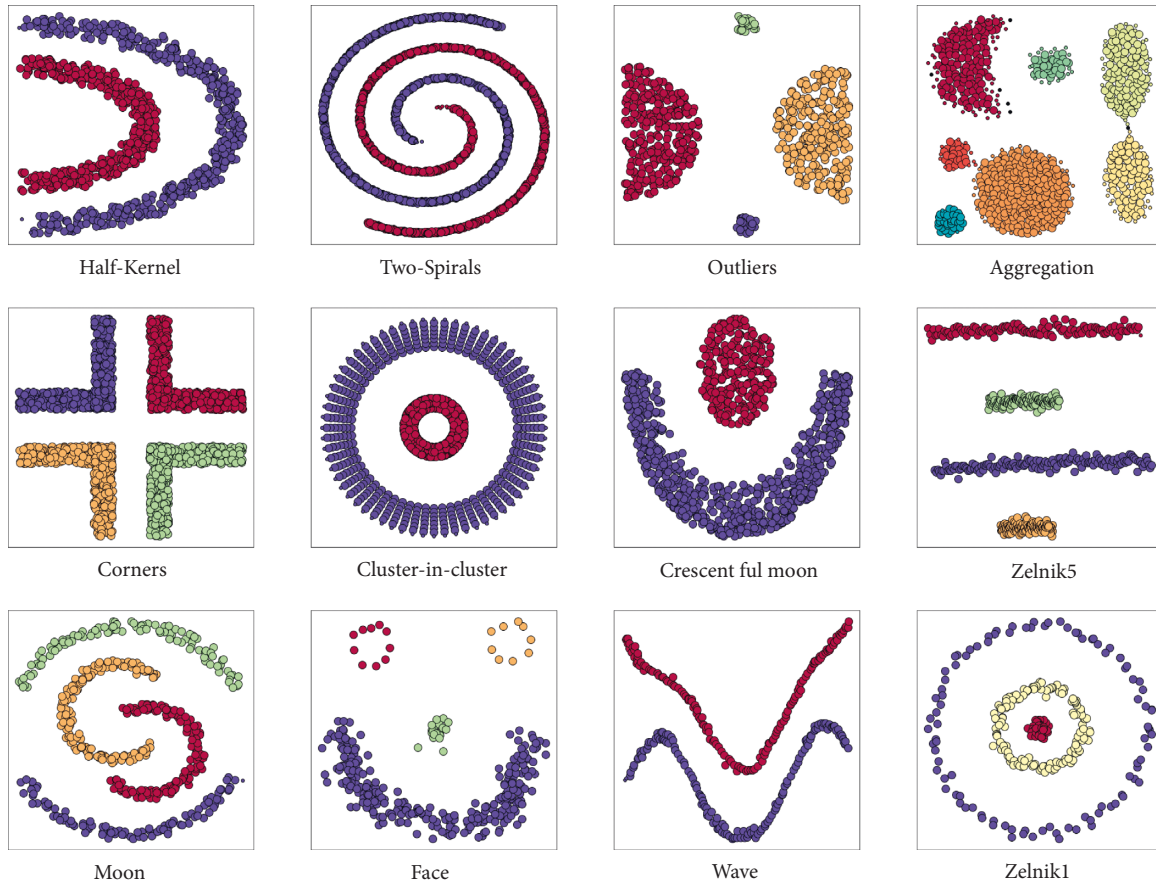 Half-Kernel
Two-Spirals
Outliers
Aggregation
Corners
Cluster-in-cluster
Crescent ful moon
Zelnik5
Moon
Face
Wave
Zelnik1